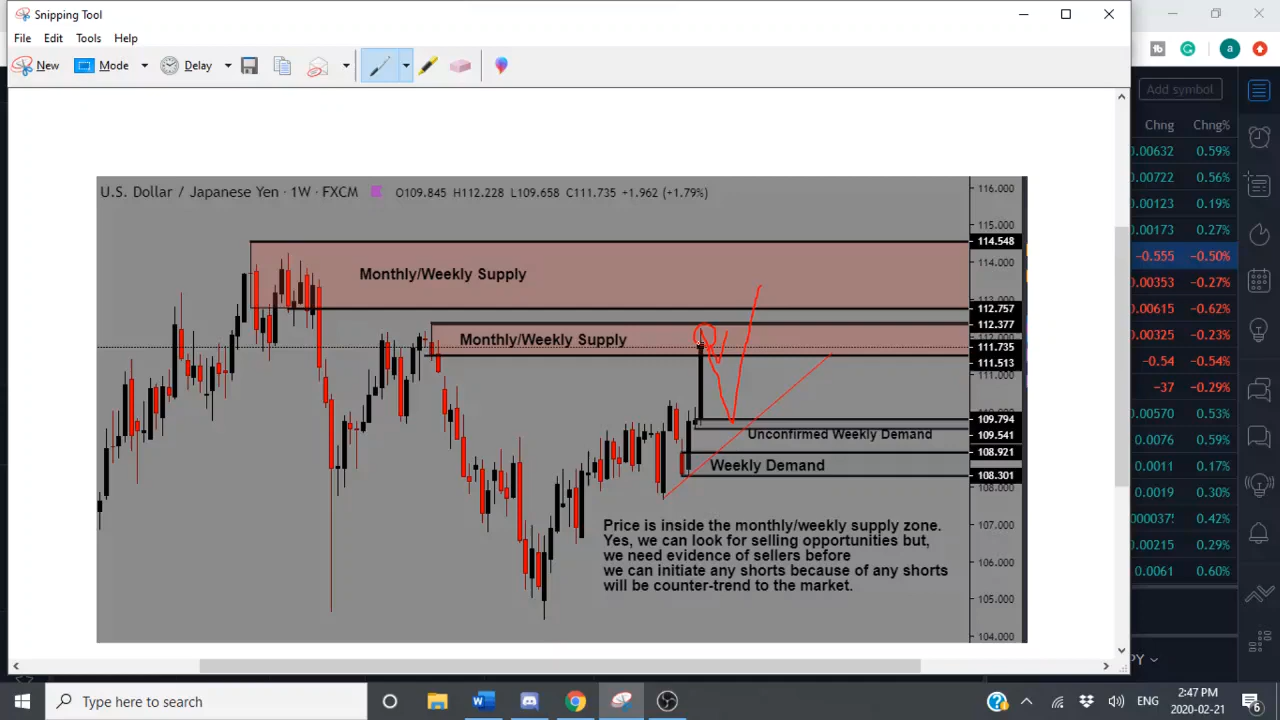 Snipping Tool
File Edit Tools Help
New Mode Delay
a
Add symbol
Chng Chng%
0.00632 0.59%
0.00722 0.56%
0.00123 0.19%
0.00173 0.27%
-0.555 -0.50%
0.00353 -0.27%
0.00615 -0.62%
0.00325 -0.23%
-0.54 -0.54%
-37 -0.29%
0.00570 0.53%
0.0076 0.59%
0.0011 0.17%
0.0019 0.30%
000037 0.42%
0.00215 0.29%
0.0061 0.60%
PY
U.S. Dollar / Japanese Yen · 1W · FXCM O109.845 H112.228 L109.658 C111.735 +1.962 (+1.79%)
116.000
115.000
114.548
114.000
113.000
112.757
112.377
112.000
111.735
111.513
111.000
109.794
109.541
108.921
108.301
108.000
107.000
106.000
105.000
104.000
Monthly/Weekly Supply
Monthly/Weekly Supply
Unconfirmed Weekly Demand
Weekly Demand
Price is inside the monthly/weekly supply zone.
Yes, we can look for selling opportunities but,
we need evidence of sellers before
we can initiate any shorts because of any shorts
will be counter-trend to the market.
Type here to search
ENG
2:47 PM
2020-02-21
6